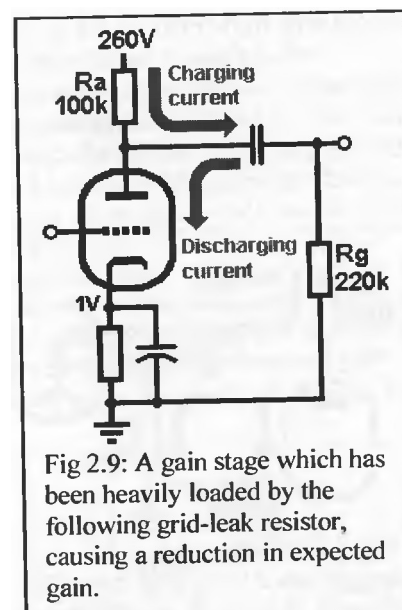 260V
Ra
100k
Charging
current
Discharging
current
Rg
220k
1V
Fig 2.9: A gain stage which has
been heavily loaded by the
following grid-leak resistor,
causing a reduction in expected
gain.